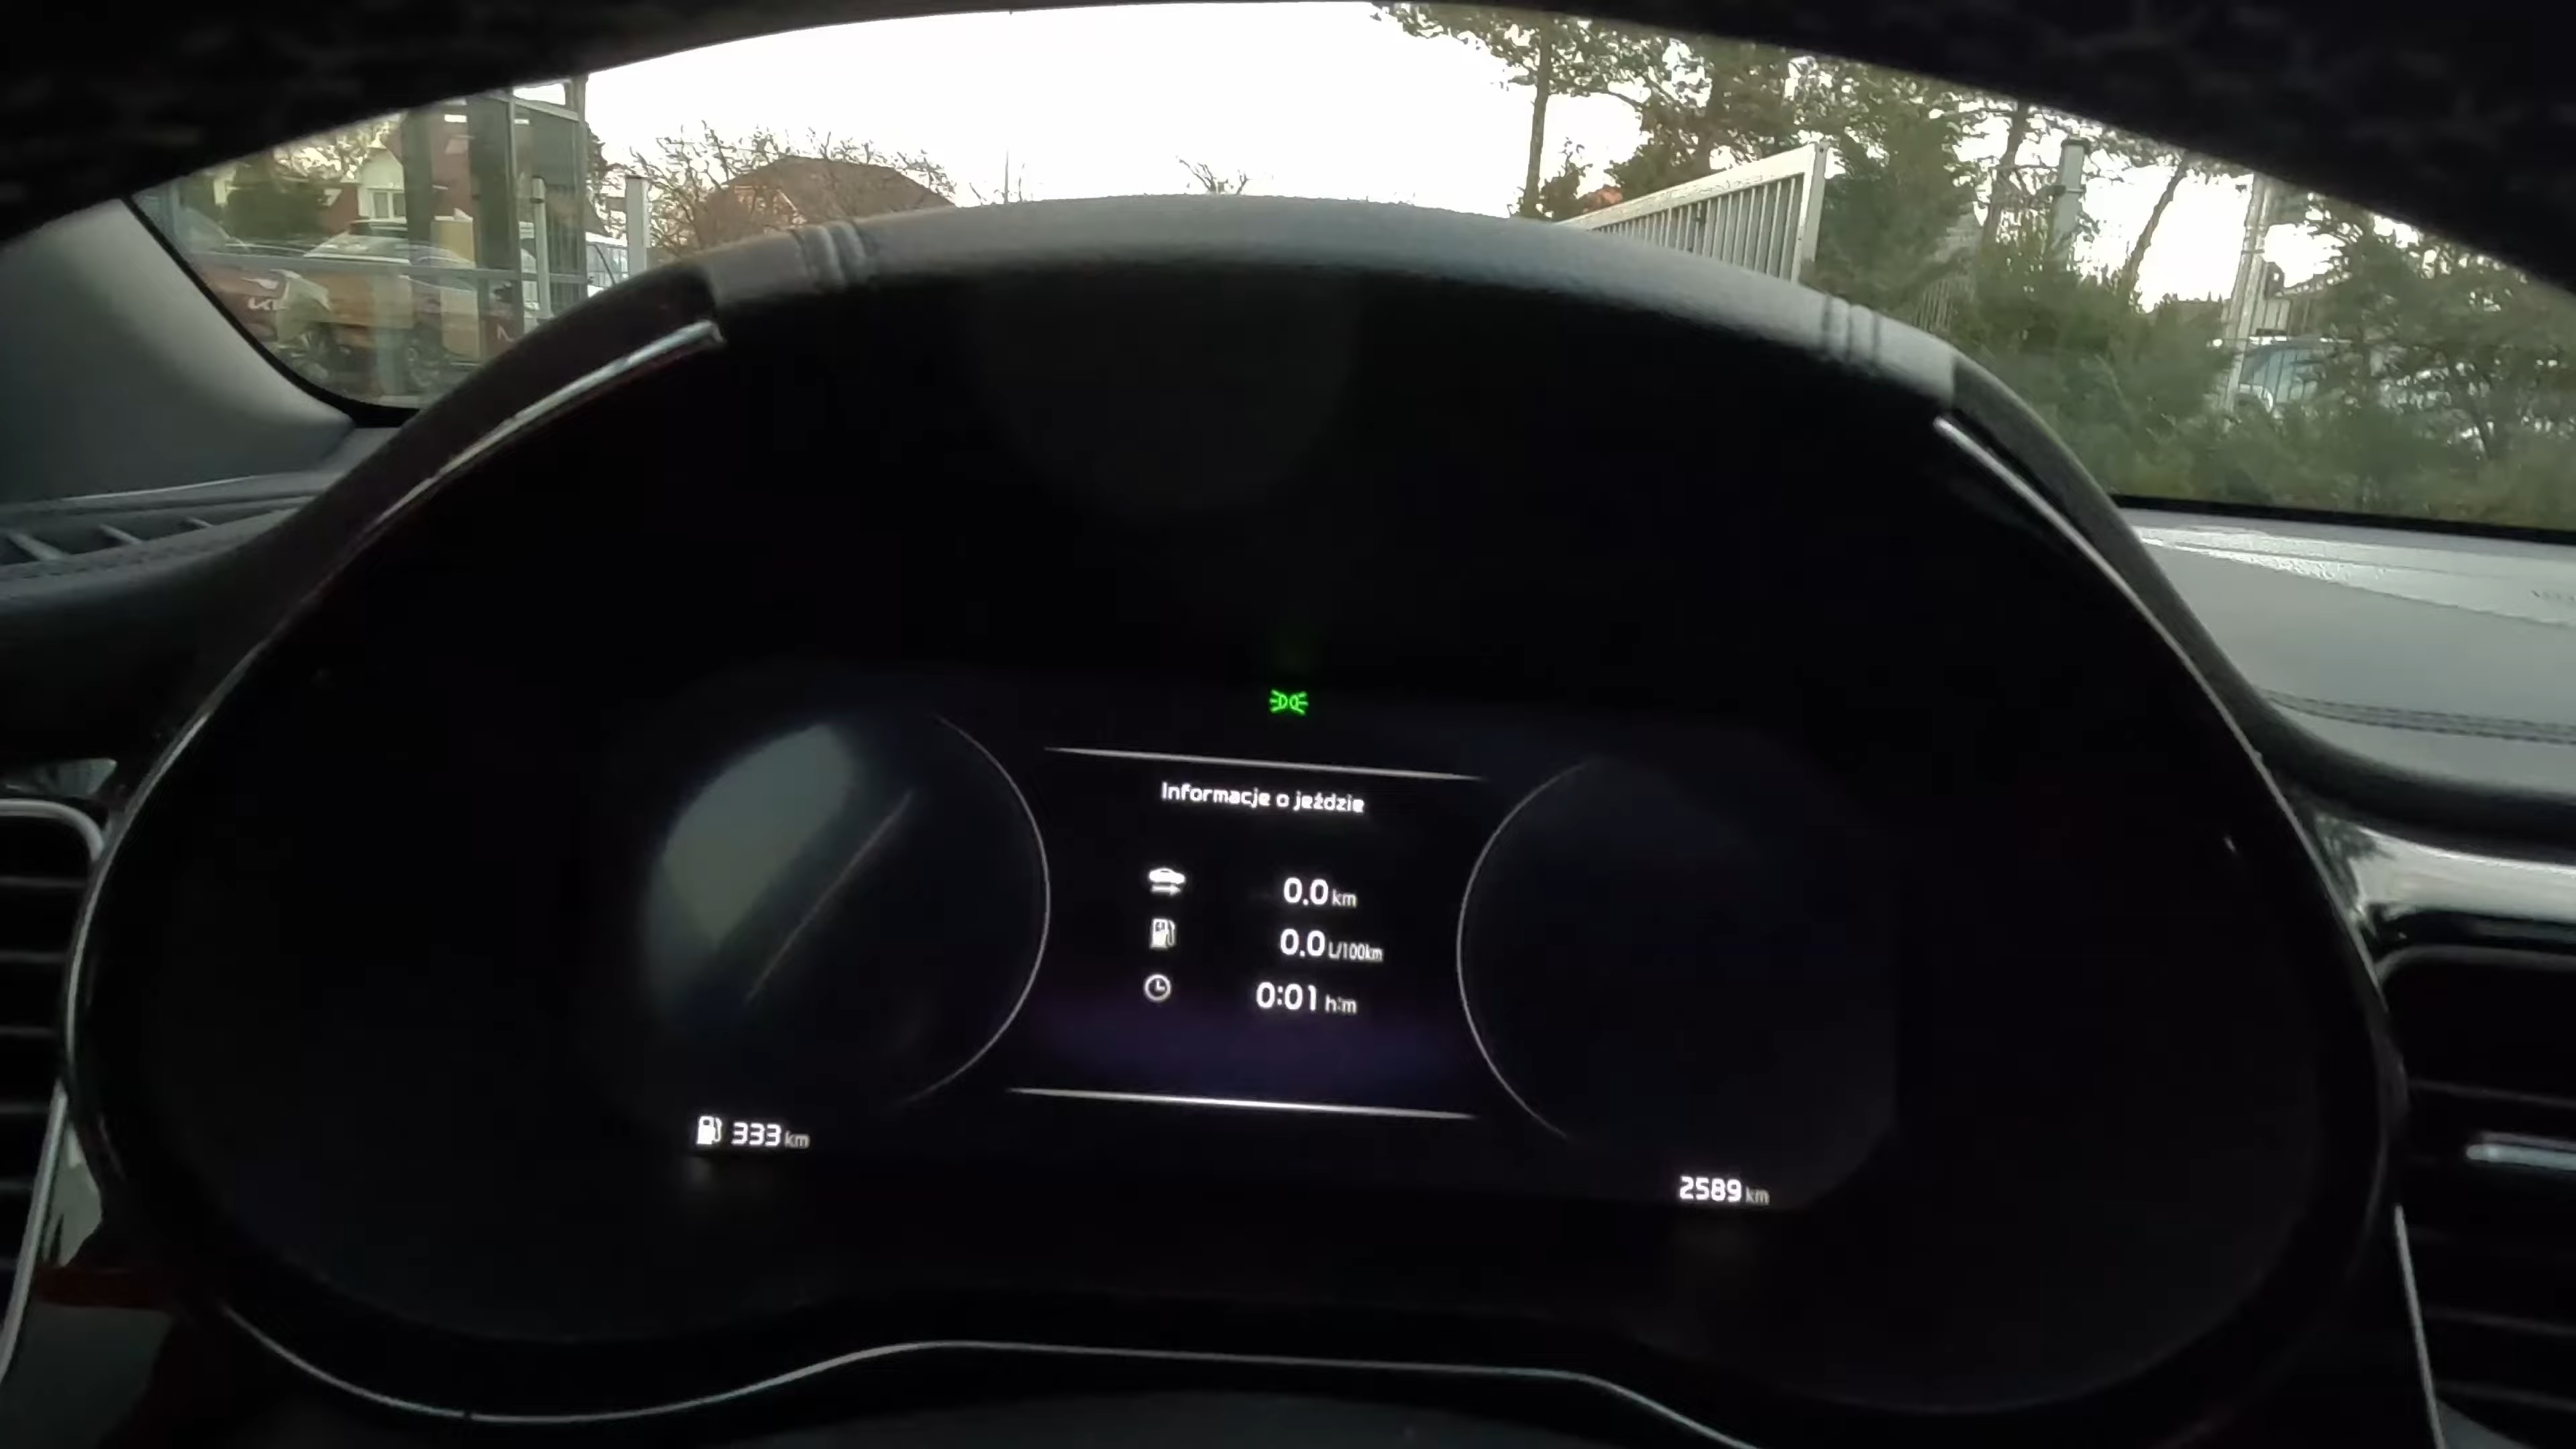 Informacje o jeździe
0.0 km
0.0 L/100km
0:01 h:m
333 km
2589 km